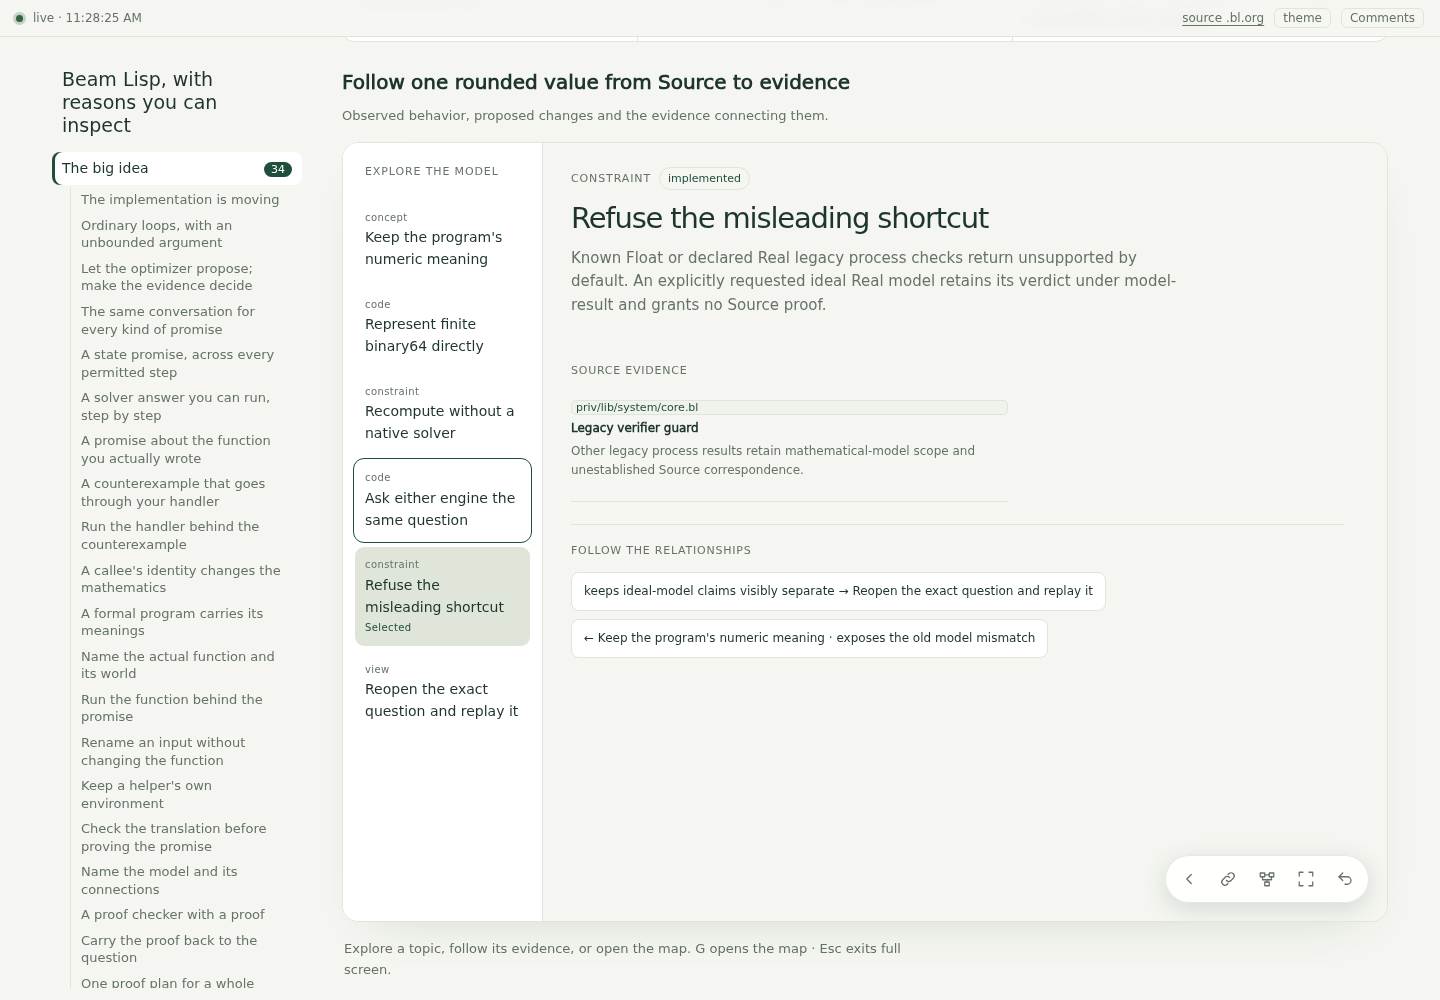 live · 11:28:25 AM
source .bl.org
theme
Comments
Beam Lisp, with
reasons you can
inspect
The big idea
34
The implementation is moving
Ordinary loops, with an
unbounded argument
Let the optimizer propose;
make the evidence decide
The same conversation for
every kind of promise
A state promise, across every
permitted step
A solver answer you can run,
step by step
A promise about the function
you actually wrote
A counterexample that goes
through your handler
Run the handler behind the
counterexample
A callee's identity changes the
mathematics
A formal program carries its
meanings
Name the actual function and
its world
Run the function behind the
promise
Rename an input without
changing the function
Keep a helper's own
environment
Check the translation before
proving the promise
Name the model and its
connections
A proof checker with a proof
Carry the proof back to the
question
One proof plan for a whole
Follow one rounded value from Source to evidence
Observed behavior, proposed changes and the evidence connecting them.
EXPLORE THE MODEL
concept
Keep the program's
numeric meaning
code
Represent finite
binary64 directly
constraint
Recompute without a
native solver
code
Ask either engine the
same question
constraint
Refuse the
misleading shortcut
Selected
view
Reopen the exact
question and replay it
CONSTRAINT
implemented
Refuse the misleading shortcut
Known Float or declared Real legacy process checks return unsupported by
default. An explicitly requested ideal Real model retains its verdict under model-
result and grants no Source proof.
SOURCE EVIDENCE
priv/lib/system/core.bl
Legacy verifier guard
Other legacy process results retain mathematical-model scope and
unestablished Source correspondence.
FOLLOW THE RELATIONSHIPS
keeps ideal-model claims visibly separate → Reopen the exact question and replay it
← Keep the program's numeric meaning · exposes the old model mismatch
Explore a topic, follow its evidence, or open the map. G opens the map · Esc exits full
screen.